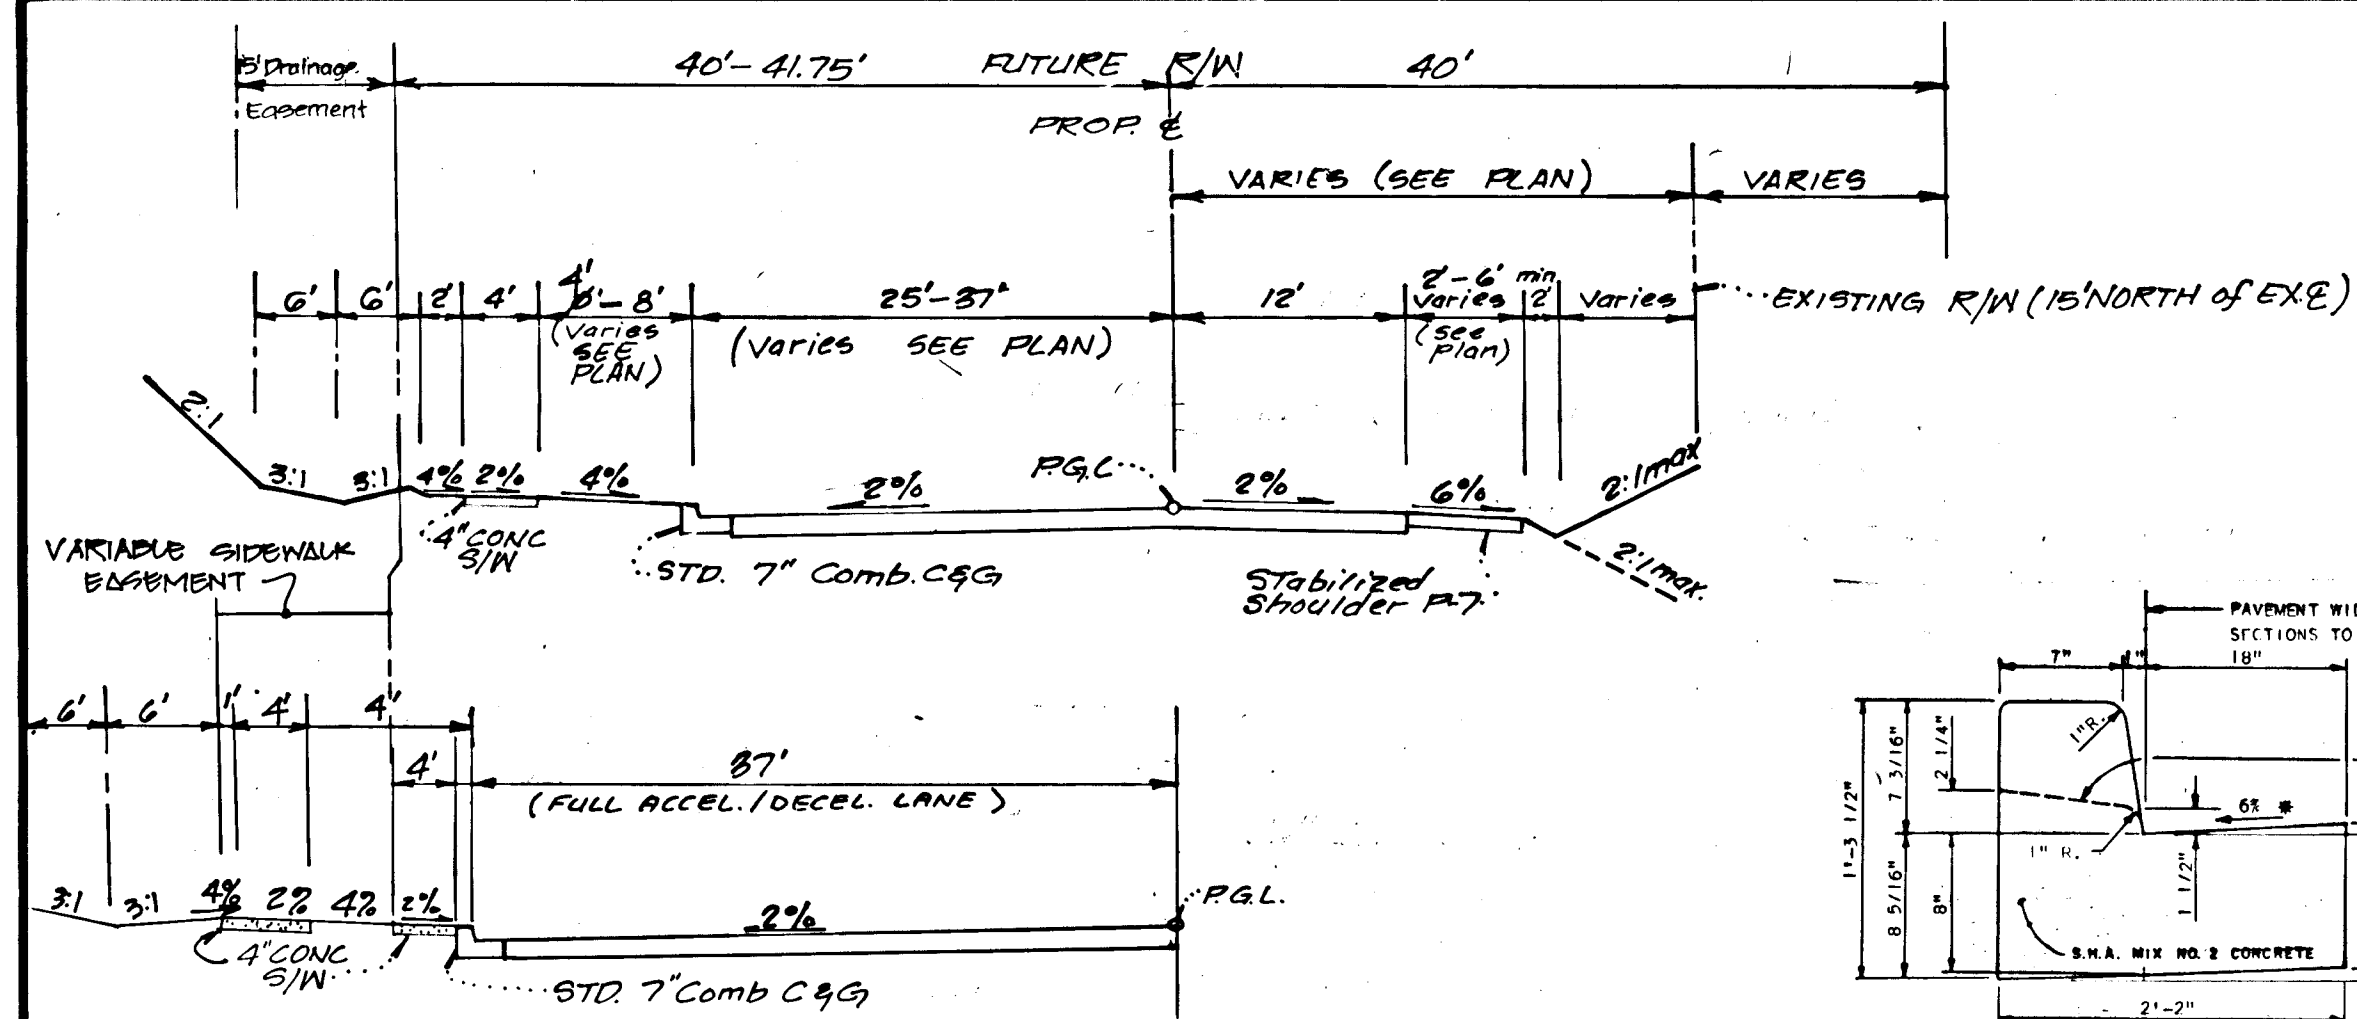 5' Drainage
Easement
40'-41.75' FUTURE R/W 40'
PROP. ℄
VARIES (SEE PLAN) VARIES
6' 6' 2' 4' 4' 8' 25'-37' 12' 2'-6' min 2' varies
(varies SEE PLAN)
(varies
SEE
PLAN)
varies
(see
plan)
EXISTING R/W (15' NORTH of EX. ℄)
2:1
3:1 3:1 4% 2% 4% 2% P.G.L 2% 6% 2:1 max
4" CONC
S/W
STD. 7" Comb. C&G
Stabilized
Shoulder P-7
2:1 max.
VARIABLE SIDEWALK
EASEMENT
6' 6' 1' 4' 4'
4' 37'
(FULL ACCEL./DECEL. LANE)
3:1 3:1 4% 2% 4% 2% 2% P.G.L.
4" CONC
S/W
STD. 7" Comb C&G
PAVEMENT WI
SECTIONS TO
7" 1" 18"
1'-3 1/2"
7 3/16"
2 1/4"
1"R.
6% *
1" R.
1 1/2"
8 5/16"
8"
S.H.A. MIX NO. 2 CONCRETE
2'-2"